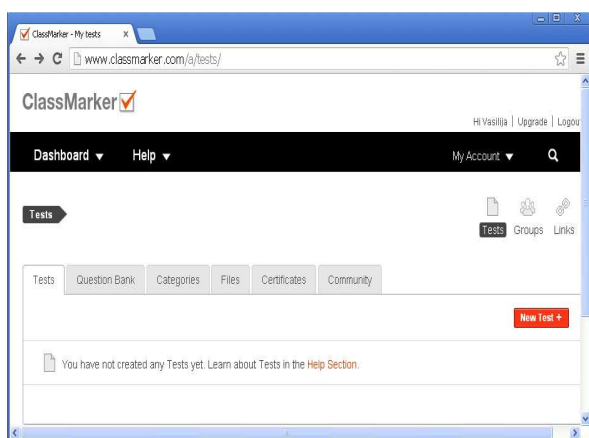 ClassMarker - My tests
www.classmarker.com/a/tests/
ClassMarker
Hi Vasilija | Upgrade | Logou
Dashboard Help My Account
Tests
Tests Groups Links
Tests Question Bank Categories Files Certificates Community
New Test +
You have not created any Tests yet. Learn about Tests in the Help Section.